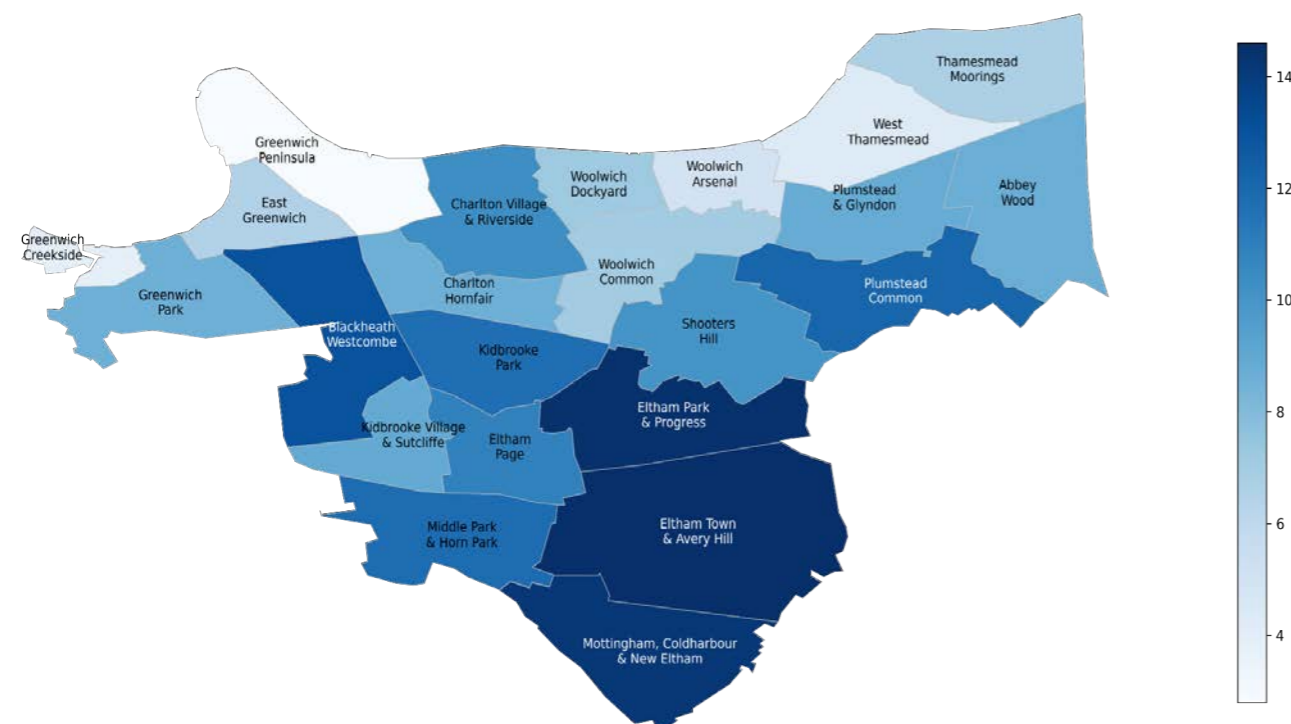 Thamesmead
Moorings
West
Thamesmead
Greenwich
Peninsula
Woolwich
Dockyard
Woolwich
Arsenal
Plumstead
& Glyndon
Abbey
Wood
East
Greenwich
Charlton Village
& Riverside
Greenwich
Creekside
Greenwich
Park
Charlton
Hornfair
Woolwich
Common
Plumstead
Common
Blackheath
Westcombe
Kidbrooke
Park
Shooters
Hill
Eltham Park
& Progress
Kidbrooke Village
& Sutcliffe
Eltham
Page
Middle Park
& Horn Park
Eltham Town
& Avery Hill
Mottingham, Coldharbour
& New Eltham
14
12
10
8
6
4